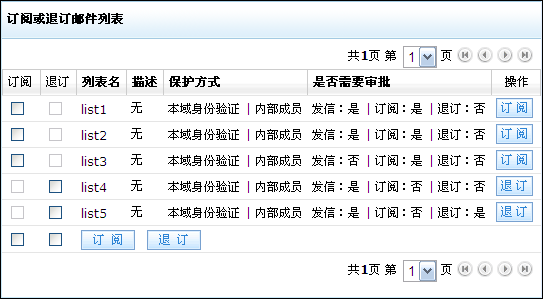 订阅或退订邮件列表
共1页 第 1 页
订阅 退订 列表名 描述 保护方式 是否需要审批 操作
list1 无 本域身份验证 | 内部成员 发信：是 | 订阅：是 | 退订：否 订 阅
list2 无 本域身份验证 | 内部成员 发信：是 | 订阅：是 | 退订：否 订 阅
list3 无 本域身份验证 | 内部成员 发信：否 | 订阅：是 | 退订：否 订 阅
list4 无 本域身份验证 | 内部成员 发信：是 | 订阅：否 | 退订：否 退 订
list5 无 本域身份验证 | 内部成员 发信：是 | 订阅：否 | 退订：是 退 订
订 阅 退 订
共1页 第 1 页